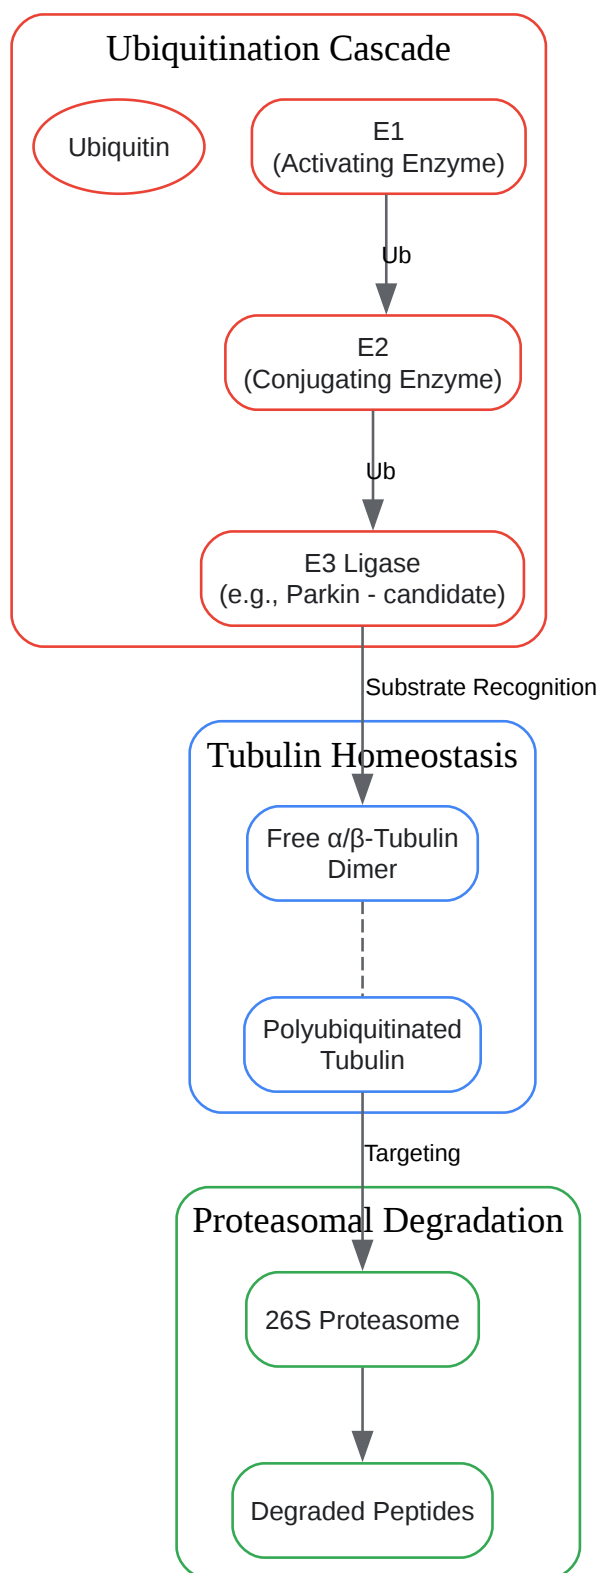 Ubiquitination Cascade
Ubiquitin
E1
(Activating Enzyme)
Ub
E2
(Conjugating Enzyme)
Ub
E3 Ligase
(e.g., Parkin - candidate)
Substrate Recognition
Tubulin Homeostasis
Free α/β-Tubulin
Dimer
Polyubiquitinated
Tubulin
Targeting
Proteasomal Degradation
26S Proteasome
Degraded Peptides